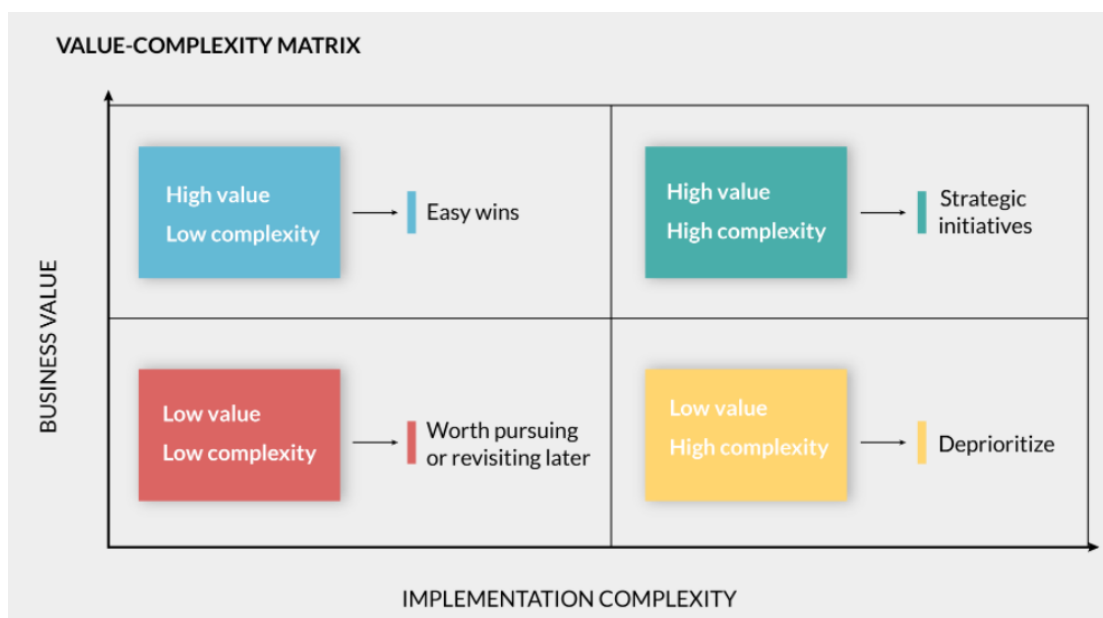 VALUE-COMPLEXITY MATRIX
BUSINESS VALUE
High value
Low complexity
Easy wins
High value
High complexity
Strategic
initiatives
Low value
Low complexity
Worth pursuing
or revisiting later
Low value
High complexity
Deprioritize
IMPLEMENTATION COMPLEXITY